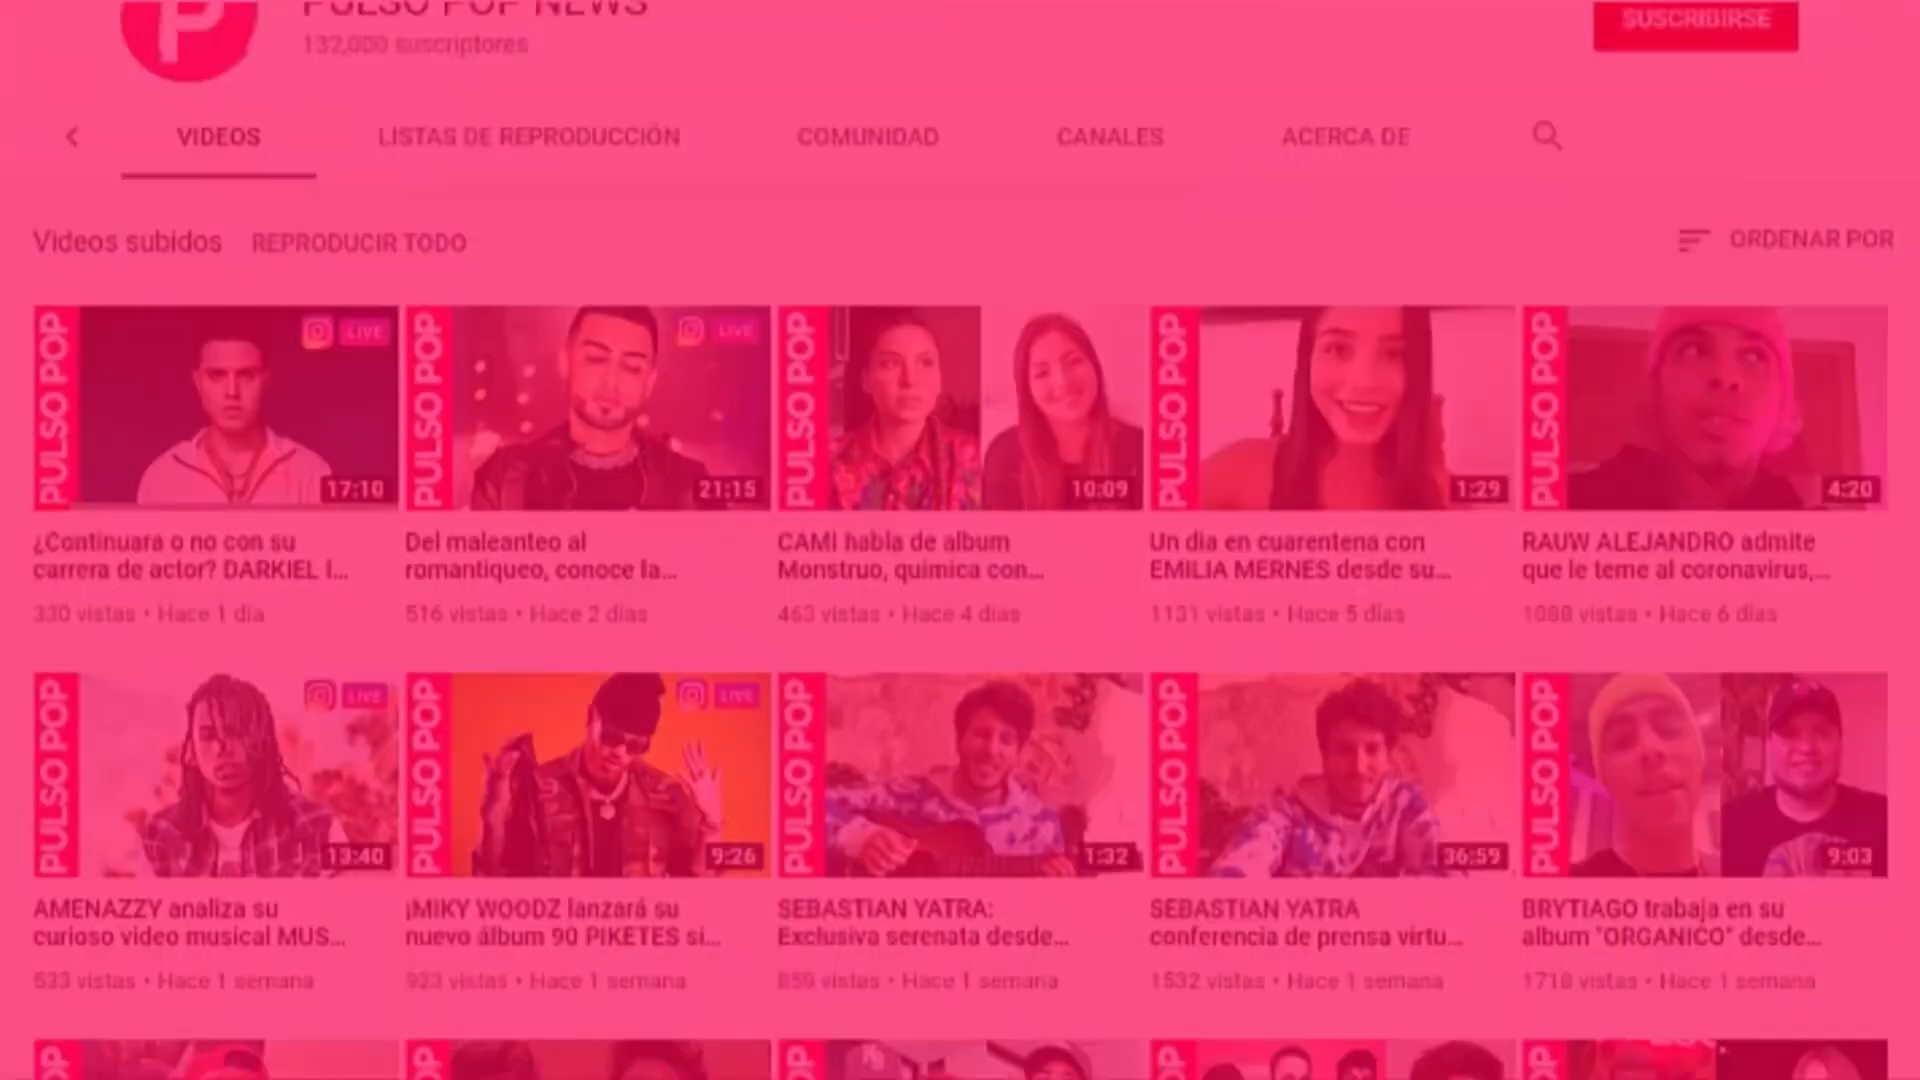 PULSO POP NEWS
132,000 suscriptores
SUSCRIBIRSE
VIDEOS
LISTAS DE REPRODUCCIÓN
COMUNIDAD
CANALES
ACERCA DE
Videos subidos
REPRODUCIR TODO
ORDENAR POR
PULSO POP
LIVE
17:10
PULSO POP
LIVE
21:15
PULSO POP
10:09
PULSO POP
1:29
PULSO POP
4:20
¿Continuara o no con su
carrera de actor? DARKIEL I...
330 vistas • Hace 1 día
Del maleanteo al
romantiqueo, conoce la...
516 vistas • Hace 2 días
CAMI habla de album
Monstruo, quimica con...
463 vistas • Hace 4 días
Un dia en cuarentena con
EMILIA MERNES desde su...
1131 vistas • Hace 5 días
RAUW ALEJANDRO admite
que le teme al coronavirus,...
1088 vistas • Hace 6 días
PULSO POP
LIVE
13:40
PULSO POP
LIVE
9:26
PULSO POP
1:32
PULSO POP
36:59
PULSO POP
9:03
AMENAZZY analiza su
curioso video musical MUS...
533 vistas • Hace 1 semana
¡MIKY WOODZ lanzará su
nuevo álbum 90 PIKETES si...
923 vistas • Hace 1 semana
SEBASTIAN YATRA:
Exclusiva serenata desde...
859 vistas • Hace 1 semana
SEBASTIAN YATRA
conferencia de prensa virtu...
1532 vistas • Hace 1 semana
BRYTIAGO trabaja en su
album "ORGANICO" desde...
1718 vistas • Hace 1 semana